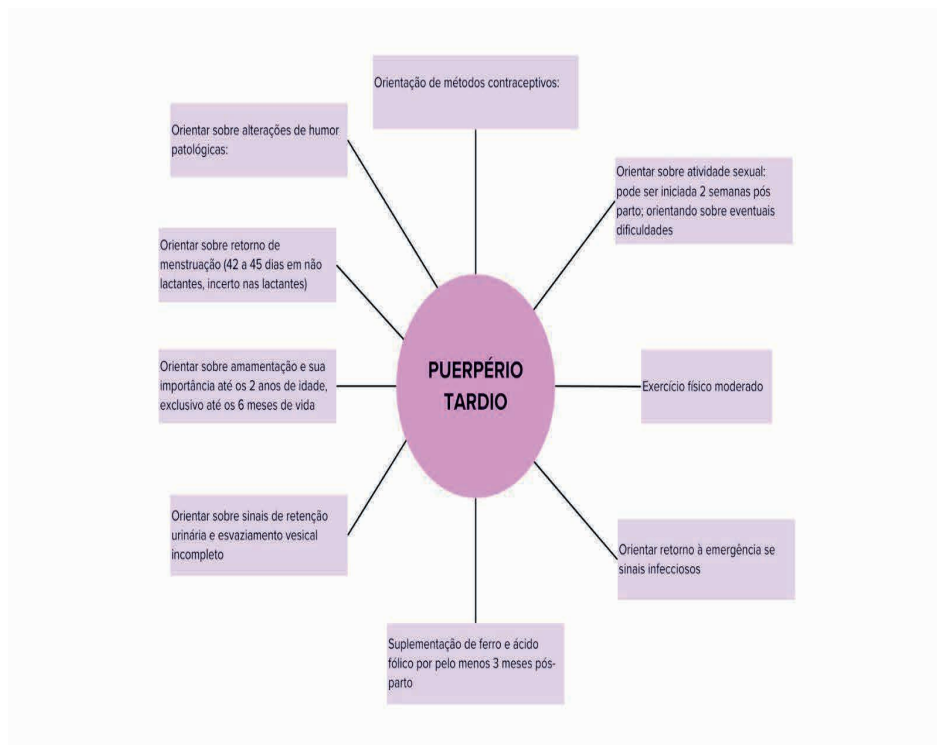 Orientação de métodos contraceptivos:
Orientar sobre alterações de humor
patológicas:
Orientar sobre atividade sexual:
pode ser iniciada 2 semanas pós
parto; orientando sobre eventuais
dificuldades
Orientar sobre retorno de
menstruação (42 a 45 dias em não
lactantes, incerto nas lactantes)
PUERPÉRIO
TARDIO
Orientar sobre amamentação e sua
importância até os 2 anos de idade,
exclusivo até os 6 meses de vida
Exercício físico moderado
Orientar sobre sinais de retenção
urinária e esvaziamento vesical
incompleto
Orientar retorno à emergência se
sinais infecciosos
Suplementação de ferro e ácido
fólico por pelo menos 3 meses pós-
parto